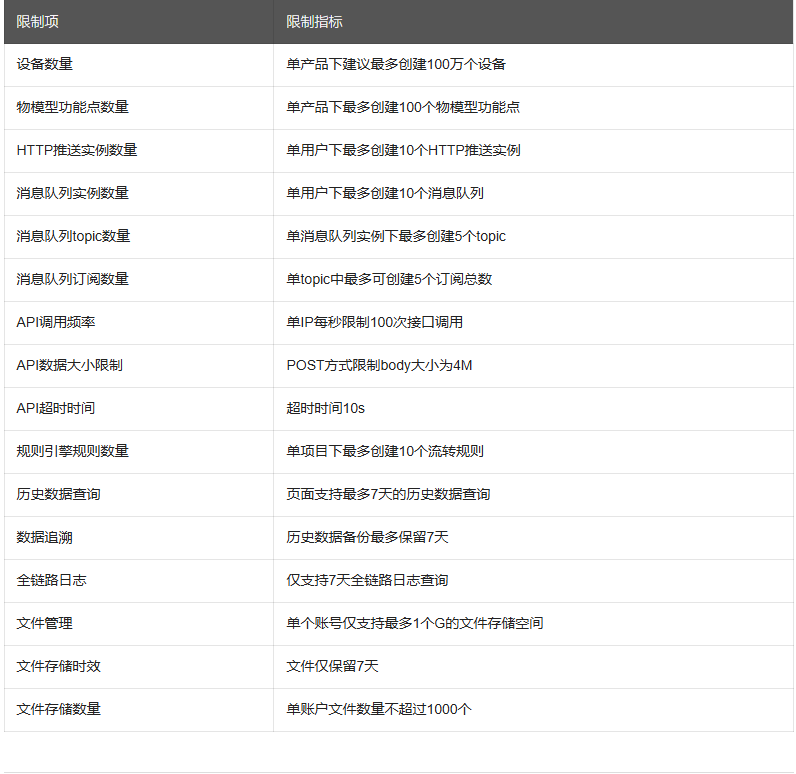 限制项 限制指标
设备数量 单产品下建议最多创建100万个设备
物模型功能点数量 单产品下最多创建100个物模型功能点
HTTP推送实例数量 单用户下最多创建10个HTTP推送实例
消息队列实例数量 单用户下最多创建10个消息队列
消息队列topic数量 单消息队列实例下最多创建5个topic
消息队列订阅数量 单topic中最多可创建5个订阅总数
API调用频率 单IP每秒限制100次接口调用
API数据大小限制 POST方式限制body大小为4M
API超时时间 超时时间10s
规则引擎规则数量 单项目下最多创建10个流转规则
历史数据查询 页面支持最多7天的历史数据查询
数据追溯 历史数据备份最多保留7天
全链路日志 仅支持7天全链路日志查询
文件管理 单个账号仅支持最多1个G的文件存储空间
文件存储时效 文件仅保留7天
文件存储数量 单账户文件数量不超过1000个